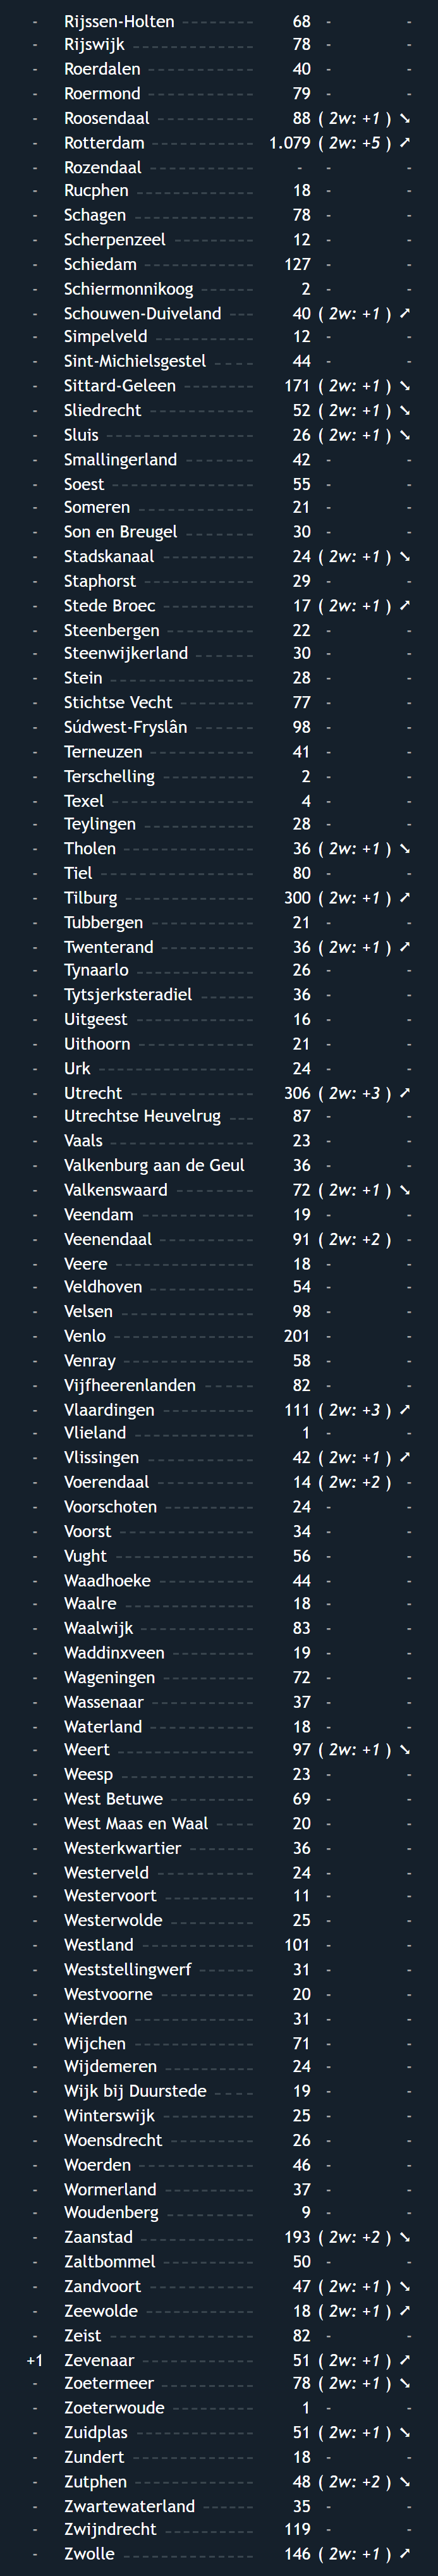 - Rijssen-Holten 68 - -
- Rijswijk 78 - -
- Roerdalen 40 - -
- Roermond 79 - -
- Roosendaal 88 ( 2w: +1 ) ↘
- Rotterdam 1.079 ( 2w: +5 ) ↗
- Rozendaal - - -
- Rucphen 18 - -
- Schagen 78 - -
- Scherpenzeel 12 - -
- Schiedam 127 - -
- Schiermonnikoog 2 - -
- Schouwen-Duiveland 40 ( 2w: +1 ) ↗
- Simpelveld 12 - -
- Sint-Michielsgestel 44 - -
- Sittard-Geleen 171 ( 2w: +1 ) ↘
- Sliedrecht 52 ( 2w: +1 ) ↘
- Sluis 26 ( 2w: +1 ) ↘
- Smallingerland 42 - -
- Soest 55 - -
- Someren 21 - -
- Son en Breugel 30 - -
- Stadskanaal 24 ( 2w: +1 ) ↘
- Staphorst 29 - -
- Stede Broec 17 ( 2w: +1 ) ↗
- Steenbergen 22 - -
- Steenwijkerland 30 - -
- Stein 28 - -
- Stichtse Vecht 77 - -
- Súdwest-Fryslân 98 - -
- Terneuzen 41 - -
- Terschelling 2 - -
- Texel 4 - -
- Teylingen 28 - -
- Tholen 36 ( 2w: +1 ) ↘
- Tiel 80 - -
- Tilburg 300 ( 2w: +1 ) ↗
- Tubbergen 21 - -
- Twenterand 36 ( 2w: +1 ) ↗
- Tynaarlo 26 - -
- Tytsjerksteradiel 36 - -
- Uitgeest 16 - -
- Uithoorn 21 - -
- Urk 24 - -
- Utrecht 306 ( 2w: +3 ) ↗
- Utrechtse Heuvelrug 87 - -
- Vaals 23 - -
- Valkenburg aan de Geul 36 - -
- Valkenswaard 72 ( 2w: +1 ) ↘
- Veendam 19 - -
- Veenendaal 91 ( 2w: +2 ) -
- Veere 18 - -
- Veldhoven 54 - -
- Velsen 98 - -
- Venlo 201 - -
- Venray 58 - -
- Vijfheerenlanden 82 - -
- Vlaardingen 111 ( 2w: +3 ) ↗
- Vlieland 1 - -
- Vlissingen 42 ( 2w: +1 ) ↗
- Voerendaal 14 ( 2w: +2 ) -
- Voorschoten 24 - -
- Voorst 34 - -
- Vught 56 - -
- Waadhoeke 44 - -
- Waalre 18 - -
- Waalwijk 83 - -
- Waddinxveen 19 - -
- Wageningen 72 - -
- Wassenaar 37 - -
- Waterland 18 - -
- Weert 97 ( 2w: +1 ) ↘
- Weesp 23 - -
- West Betuwe 69 - -
- West Maas en Waal 20 - -
- Westerkwartier 36 - -
- Westerveld 24 - -
- Westervoort 11 - -
- Westerwolde 25 - -
- Westland 101 - -
- Weststellingwerf 31 - -
- Westvoorne 20 - -
- Wierden 31 - -
- Wijchen 71 - -
- Wijdemeren 24 - -
- Wijk bij Duurstede 19 - -
- Winterswijk 25 - -
- Woensdrecht 26 - -
- Woerden 46 - -
- Wormerland 37 - -
- Woudenberg 9 - -
- Zaanstad 193 ( 2w: +2 ) ↘
- Zaltbommel 50 - -
- Zandvoort 47 ( 2w: +1 ) ↘
- Zeewolde 18 ( 2w: +1 ) ↗
- Zeist 82 - -
+1 Zevenaar 51 ( 2w: +1 ) ↗
- Zoetermeer 78 ( 2w: +1 ) ↘
- Zoeterwoude 1 - -
- Zuidplas 51 ( 2w: +1 ) ↘
- Zundert 18 - -
- Zutphen 48 ( 2w: +2 ) ↘
- Zwartewaterland 35 - -
- Zwijndrecht 119 - -
- Zwolle 146 ( 2w: +1 ) ↗